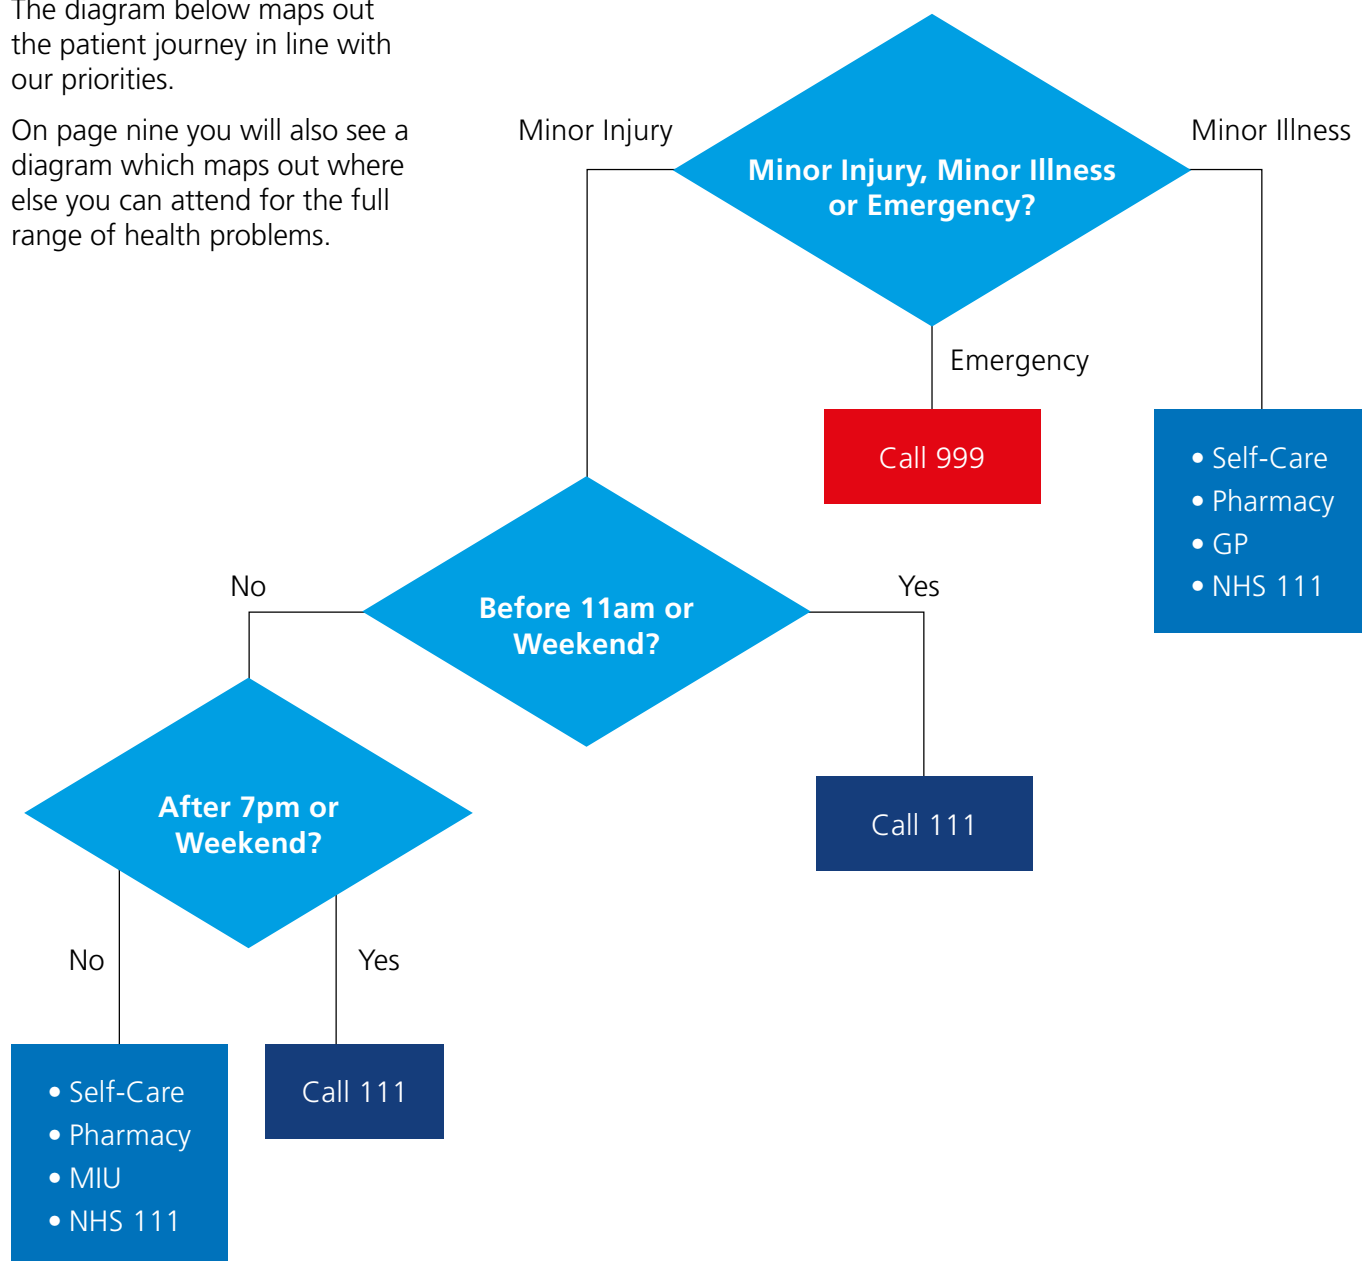 The diagram below maps out
the patient journey in line with
our priorities.
On page nine you will also see a
diagram which maps out where
else you can attend for the full
range of health problems.
Minor Injury
Minor Illness
Minor Injury, Minor Illness
or Emergency?
Emergency
Call 999
• Self-Care
• Pharmacy
• GP
• NHS 111
No
Yes
Before 11am or
Weekend?
After 7pm or
Weekend?
Call 111
No
Yes
• Self-Care
• Pharmacy
• MIU
• NHS 111
Call 111